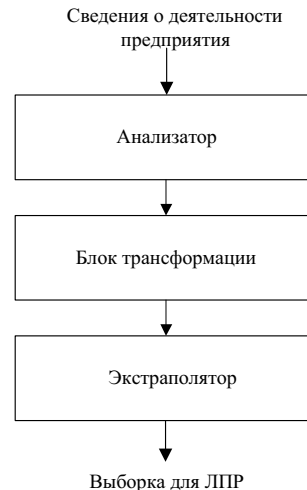 Сведения о деятельности
предприятия
Анализатор
Блок трансформации
Экстраполятор
Выборка для ЛПР